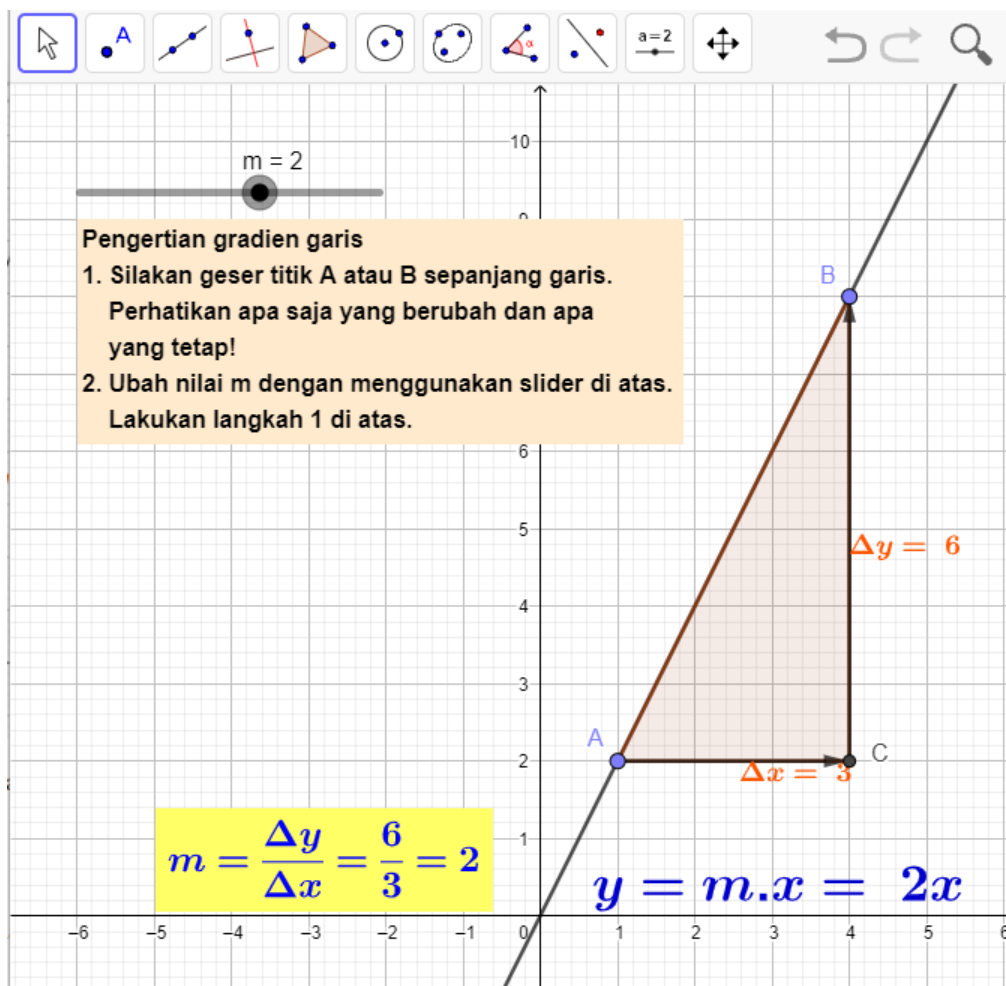 A
α
a=2
m = 2
Pengertian gradien garis
1. Silakan geser titik A atau B sepanjang garis.
Perhatikan apa saja yang berubah dan apa
yang tetap!
2. Ubah nilai m dengan menggunakan slider di atas.
Lakukan langkah 1 di atas.
10
6
5
4
3
2
1
B
Δy = 6
A
C
Δx = 3
m = Δy/Δx = 6/3 = 2
y = m.x = 2x
–6 –5 –4 –3 –2 –1 0 1 2 3 4 5 6